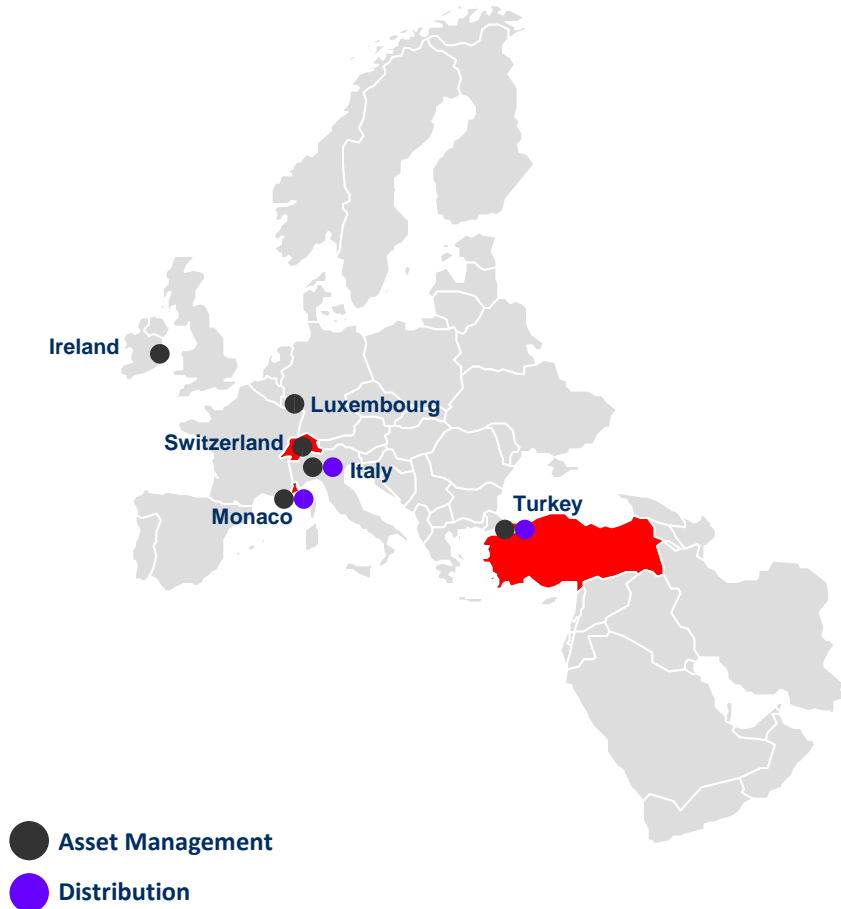 Ireland
Luxembourg
Switzerland
Italy
Monaco
Turkey
Asset Management
Distribution